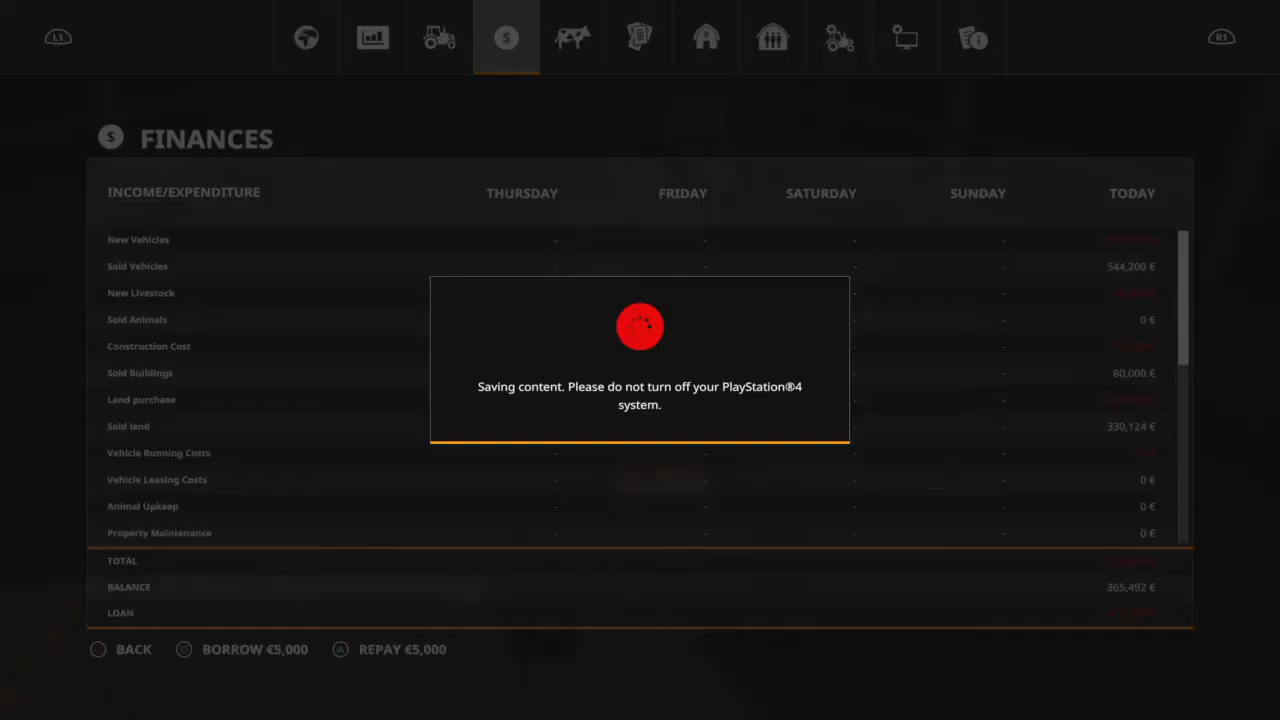 L1
R1
FINANCES
INCOME/EXPENDITURE THURSDAY FRIDAY SATURDAY SUNDAY TODAY
New Vehicles - - - -
Sold Vehicles - - - - 544,200 €
New Livestock - -
Sold Animals - - 0 €
Construction Cost - -
Sold Buildings - - 80,000 €
Land purchase - -
Sold land - - 330,124 €
Vehicle Running Costs - - - -
Vehicle Leasing Costs - - - - 0 €
Animal Upkeep - - - - 0 €
Property Maintenance - - - - 0 €
TOTAL
BALANCE 365,492 €
LOAN
BACK BORROW €5,000 REPAY €5,000
Saving content. Please do not turn off your PlayStation®4
system.